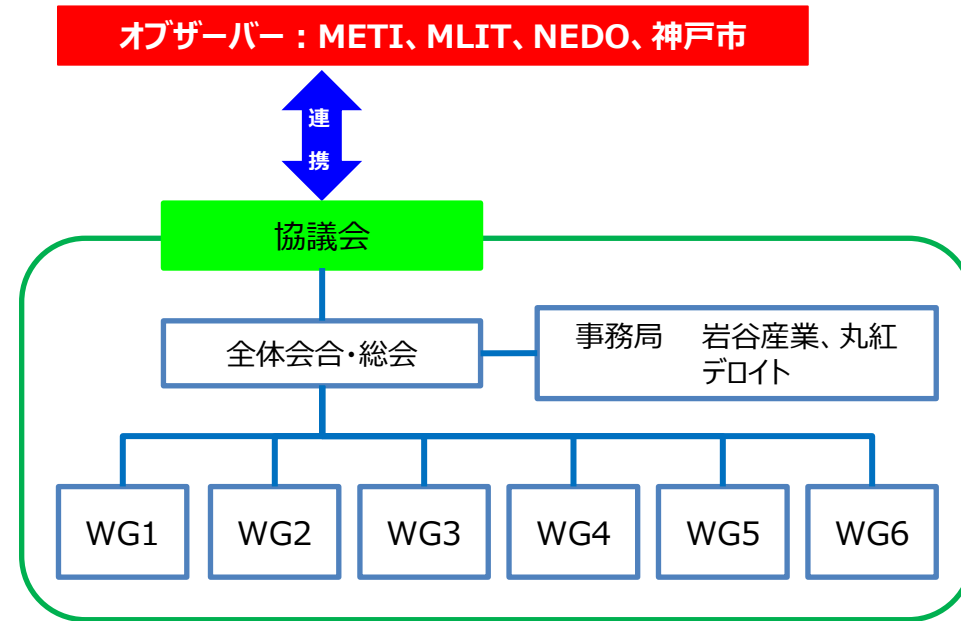 オブザーバー：METI、MLIT、NEDO、神戸市
連
携
協議会
全体会合・総会
事務局　岩谷産業、丸紅
デロイト
WG1
WG2
WG3
WG4
WG5
WG6